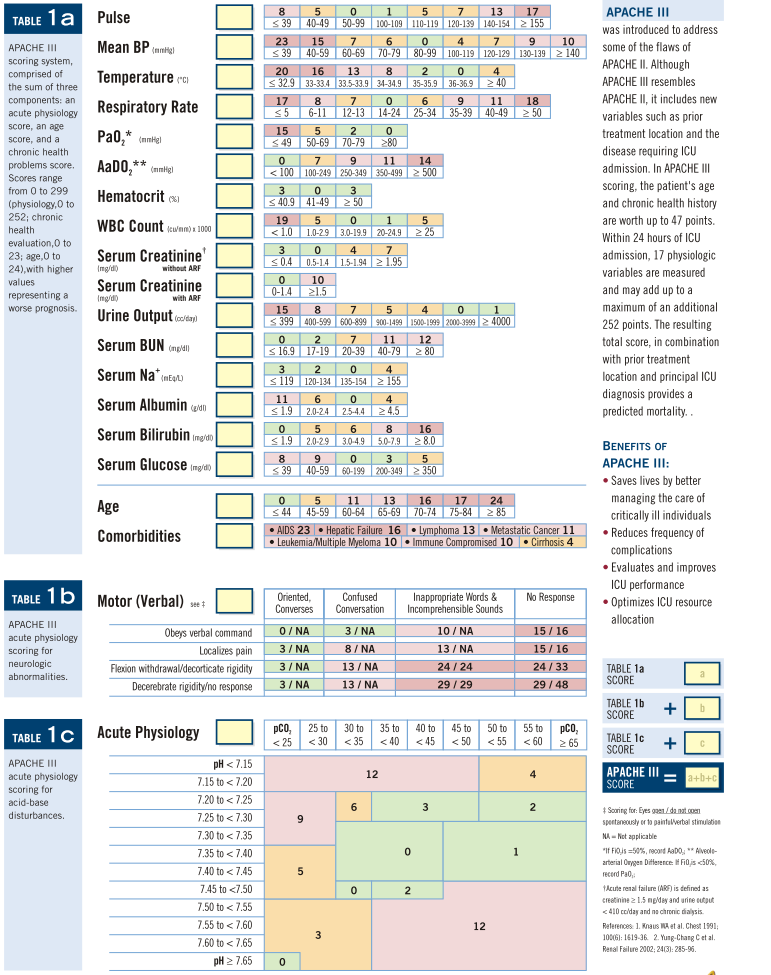 TABLE 1a
APACHE III
scoring system,
comprised of
the sum of three
components: an
acute physiology
score, an age
score, and a
chronic health
problems score.
Scores range
from 0 to 299
(physiology,0 to
252; chronic
health
evaluation,0 to
23; age,0 to
24),with higher
values
representing a
worse prognosis.
Pulse
8 5 0 1 5 7 13 17
≤ 39 40-49 50-99 100-109 110-119 120-139 140-154 ≥ 155
Mean BP (mmHg)
23 15 7 6 0 4 7 9 10
≤ 39 40-59 60-69 70-79 80-99 100-119 120-129 130-139 ≥ 140
Temperature (°C)
20 16 13 8 2 0 4
≤ 32.9 33-33.4 33.5-33.9 34-34.9 35-35.9 36-36.9 ≥ 40
Respiratory Rate
17 8 7 0 6 9 11 18
≤ 5 6-11 12-13 14-24 25-34 35-39 40-49 ≥ 50
PaO₂* (mmHg)
15 5 2 0
≤ 49 50-69 70-79 ≥80
AaDO₂** (mmHg)
0 7 9 11 14
< 100 100-249 250-349 350-499 ≥ 500
Hematocrit (%)
3 0 3
≤ 40.9 41-49 ≥ 50
WBC Count (cu/mm) x 1000
19 5 0 1 5
< 1.0 1.0-2.9 3.0-19.9 20-24.9 ≥ 25
Serum Creatinine†
(mg/dl) without ARF
3 0 4 7
≤ 0.4 0.5-1.4 1.5-1.94 ≥ 1.95
Serum Creatinine
(mg/dl) with ARF
0 10
0-1.4 ≥1.5
Urine Output (cc/day)
15 8 7 5 4 0 1
≤ 399 400-599 600-899 900-1499 1500-1999 2000-3999 ≥ 4000
Serum BUN (mg/dl)
0 2 7 11 12
≤ 16.9 17-19 20-39 40-79 ≥ 80
Serum Na⁺ (mEq/L)
3 2 0 4
≤ 119 120-134 135-154 ≥ 155
Serum Albumin (g/dl)
11 6 0 4
≤ 1.9 2.0-2.4 2.5-4.4 ≥ 4.5
Serum Bilirubin (mg/dl)
0 5 6 8 16
≤ 1.9 2.0-2.9 3.0-4.9 5.0-7.9 ≥ 8.0
Serum Glucose (mg/dl)
8 9 0 3 5
≤ 39 40-59 60-199 200-349 ≥ 350
Age
0 5 11 13 16 17 24
≤ 44 45-59 60-64 65-69 70-74 75-84 ≥ 85
Comorbidities
• AIDS 23 • Hepatic Failure 16 • Lymphoma 13 • Metastatic Cancer 11
• Leukemia/Multiple Myeloma 10 • Immune Compromised 10 • Cirrhosis 4
TABLE 1b
APACHE III
acute physiology
scoring for
neurologic
abnormalities.
Motor (Verbal) see ‡
Oriented, Confused Inappropriate Words & No Response
Converses Conversation Incomprehensible Sounds
Obeys verbal command 0 / NA 3 / NA 10 / NA 15 / 16
Localizes pain 3 / NA 8 / NA 13 / NA 15 / 16
Flexion withdrawal/decorticate rigidity 3 / NA 13 / NA 24 / 24 24 / 33
Decerebrate rigidity/no response 3 / NA 13 / NA 29 / 29 29 / 48
TABLE 1c
APACHE III
acute physiology
scoring for
acid-base
disturbances.
Acute Physiology
pCO₂ 25 to 30 to 35 to 40 to 45 to 50 to 55 to pCO₂
< 25 < 30 < 35 < 40 < 45 < 50 < 55 < 60 ≥ 65
pH < 7.15
12 4
7.15 to < 7.20
7.20 to < 7.25
6 3 2
7.25 to < 7.30
9
7.30 to < 7.35
7.35 to < 7.40
0 1
5
7.40 to < 7.45
7.45 to <7.50 0 2
7.50 to < 7.55
7.55 to < 7.60
3 12
7.60 to < 7.65
pH ≥ 7.65 0
APACHE III
was introduced to address
some of the flaws of
APACHE II. Although
APACHE III resembles
APACHE II, it includes new
variables such as prior
treatment location and the
disease requiring ICU
admission. In APACHE III
scoring, the patient's age
and chronic health history
are worth up to 47 points.
Within 24 hours of ICU
admission, 17 physiologic
variables are measured
and may add up to a
maximum of an additional
252 points. The resulting
total score, in combination
with prior treatment
location and principal ICU
diagnosis provides a
predicted mortality. .
BENEFITS OF
APACHE III:
• Saves lives by better
managing the care of
critically ill individuals
• Reduces frequency of
complications
• Evaluates and improves
ICU performance
• Optimizes ICU resource
allocation
TABLE 1a
SCORE a
TABLE 1b
SCORE + b
TABLE 1c
SCORE + c
APACHE III
SCORE = a+b+c
‡ Scoring for: Eyes open / do not open
spontaneously or to painful/verbal stimulation
NA = Not applicable
*If FiO₂is =50%, record AaDO₂; ** Alveolo-
arterial Oxygen Difference: If FiO₂is <50%,
record PaO₂;
†Acute renal failure (ARF) is defined as
creatinine ≥ 1.5 mg/day and urine output
< 410 cc/day and no chronic dialysis.
References: 1. Knaus WA et al. Chest 1991;
100(6): 1619-36. 2. Yung-Chang C et al.
Renal Failure 2002; 24(3): 285-96.